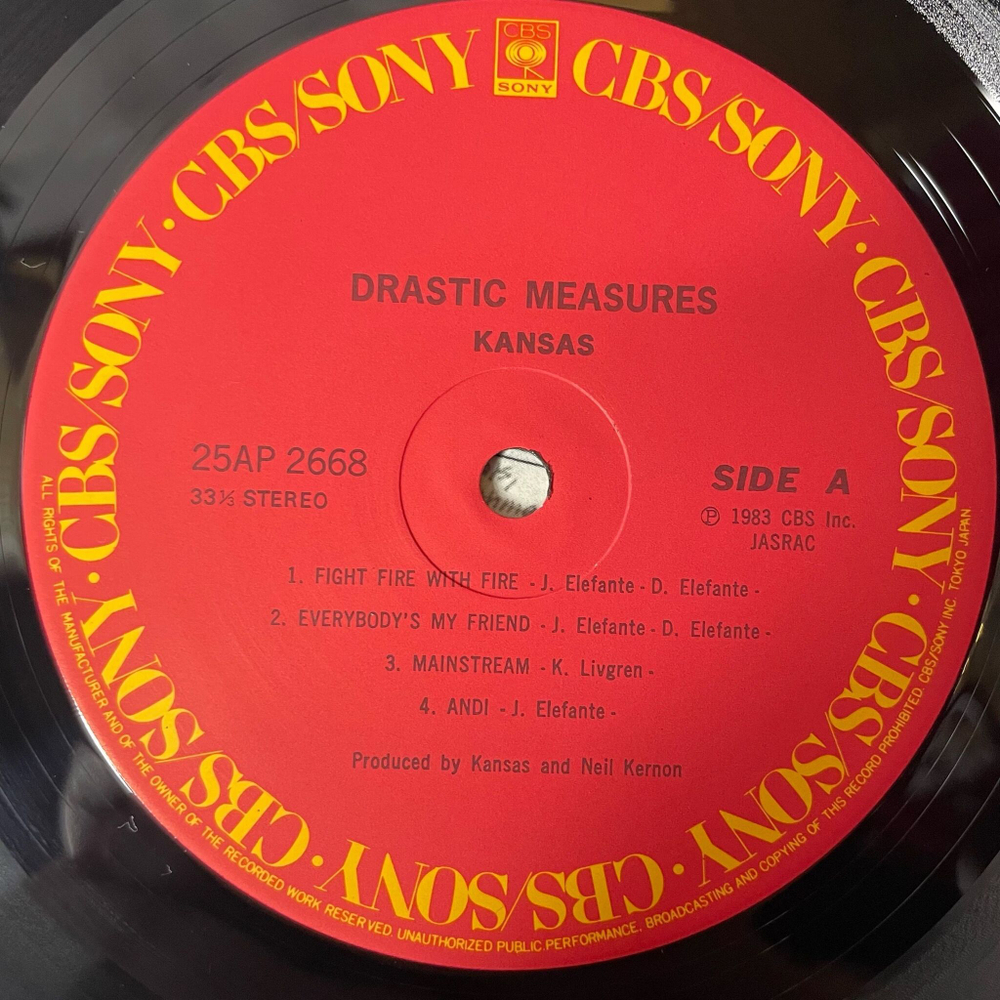 CBS
SONY
CBS/SONY · CBS/SONY · CBS/SONY · CBS/SONY · CBS/SONY · CBS/SONY · CBS/SONY · CBS/SONY
DRASTIC MEASURES
KANSAS
25AP 2668
33⅓ STEREO
SIDE A
Ⓟ 1983 CBS Inc.
JASRAC
1. FIGHT FIRE WITH FIRE - J. Elefante - D. Elefante -
2. EVERYBODY'S MY FRIEND - J. Elefante - D. Elefante -
3. MAINSTREAM - K. Livgren -
4. ANDI - J. Elefante -
Produced by Kansas and Neil Kernon
ALL RIGHTS OF THE MANUFACTURER AND OF THE OWNER OF THE RECORDED WORK RESERVED. UNAUTHORIZED PUBLIC PERFORMANCE, BROADCASTING AND COPYING OF THIS RECORD PROHIBITED CBS/SONY INC. TOKYO JAPAN